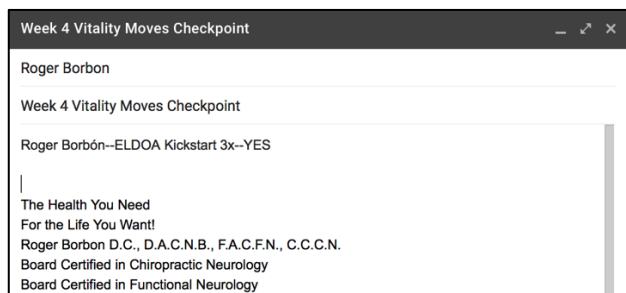 Week 4 Vitality Moves Checkpoint
Roger Borbon
Week 4 Vitality Moves Checkpoint
Roger Borbón--ELDOA Kickstart 3x--YES
The Health You Need
For the Life You Want!
Roger Borbon D.C., D.A.C.N.B., F.A.C.F.N., C.C.C.N.
Board Certified in Chiropractic Neurology
Board Certified in Functional Neurology